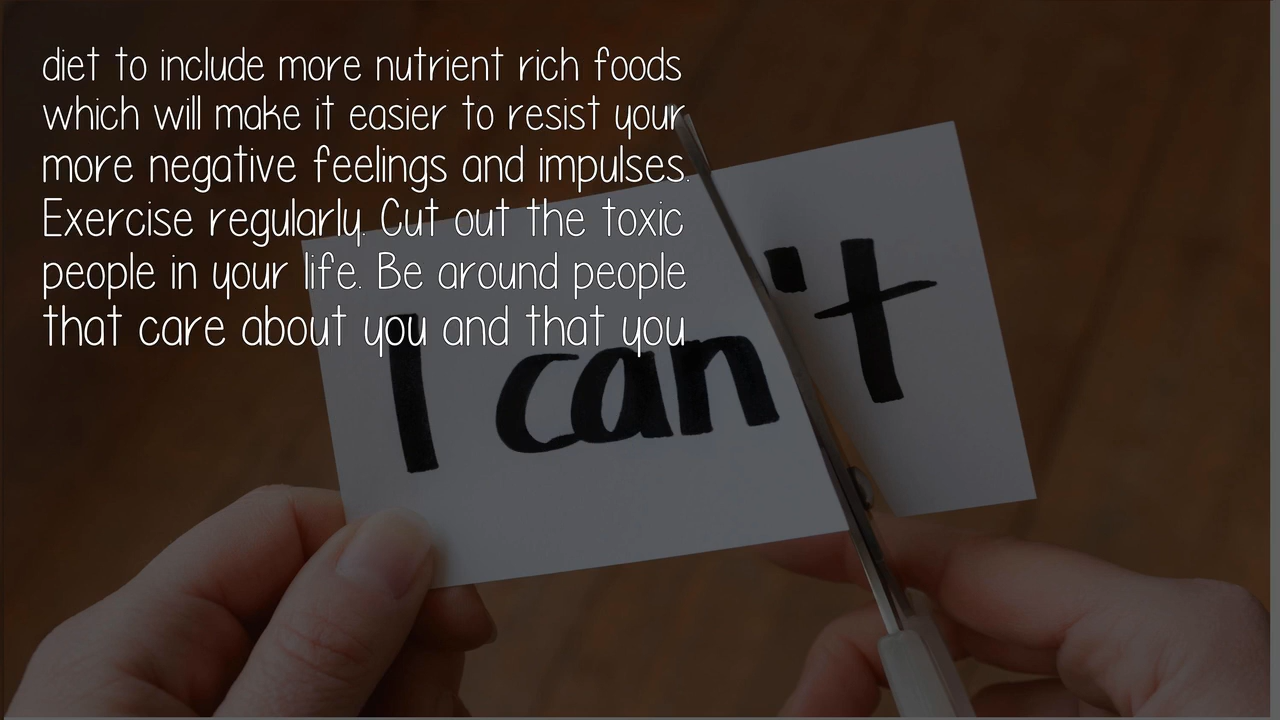 diet to include more nutrient rich foods
which will make it easier to resist your
more negative feelings and impulses.
Exercise regularly. Cut out the toxic
people in your life. Be around people
that care about you and that you
I can't